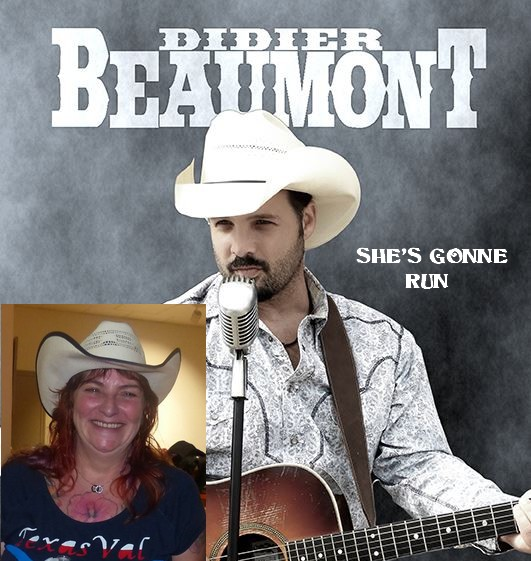 DIDIER
BEAUMONT
SHE'S GONNE
RUN
Texas Val